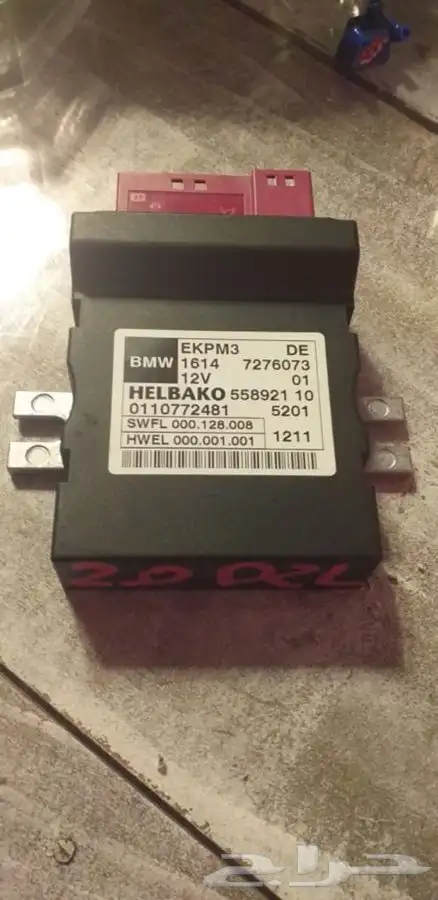 BMW
EKPM3 DE
1614 7276073
12V 01
HELBAKO 558921 10
0110772481 5201
SWFL 000.128.008
HWEL 000.001.001 1211
حراج